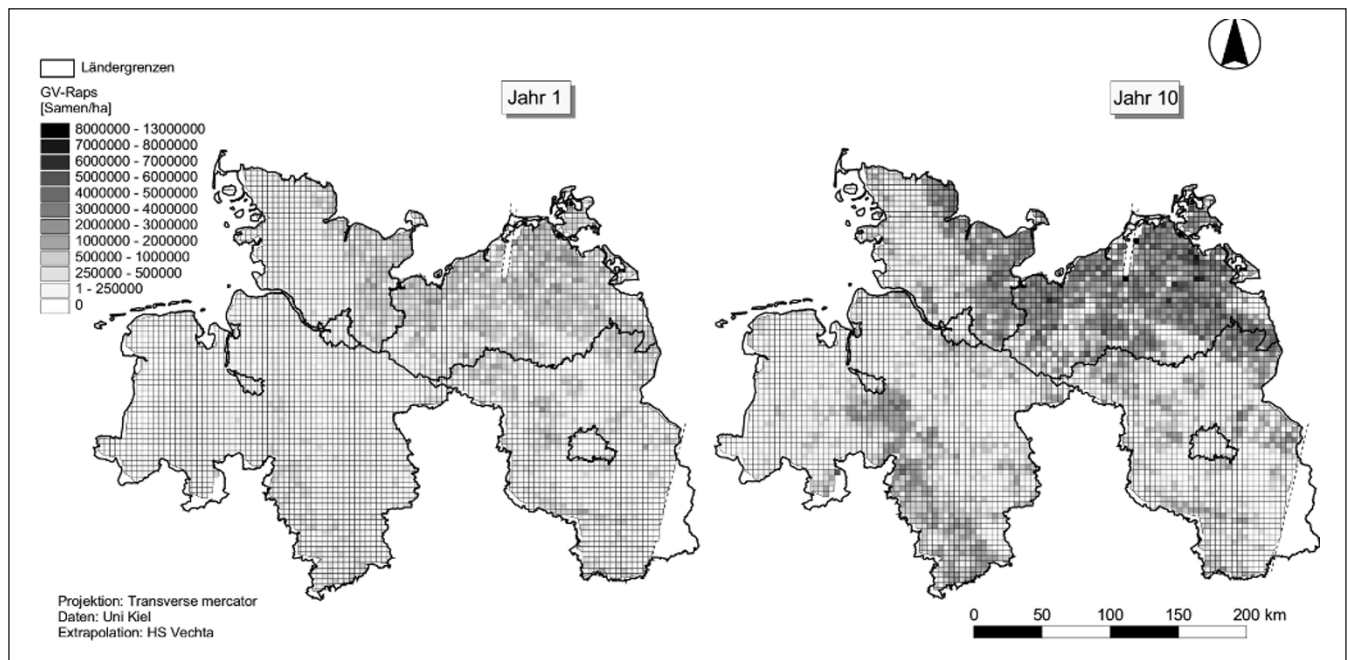 Ländergrenzen
GV-Raps
[Samen/ha]
8000000 - 13000000
7000000 - 8000000
6000000 - 7000000
5000000 - 6000000
4000000 - 5000000
3000000 - 4000000
2000000 - 3000000
1000000 - 2000000
500000 - 1000000
250000 - 500000
1 - 250000
0
Jahr 1
Jahr 10
Projektion: Transverse mercator
Daten: Uni Kiel
Extrapolation: HS Vechta
0 50 100 150 200 km